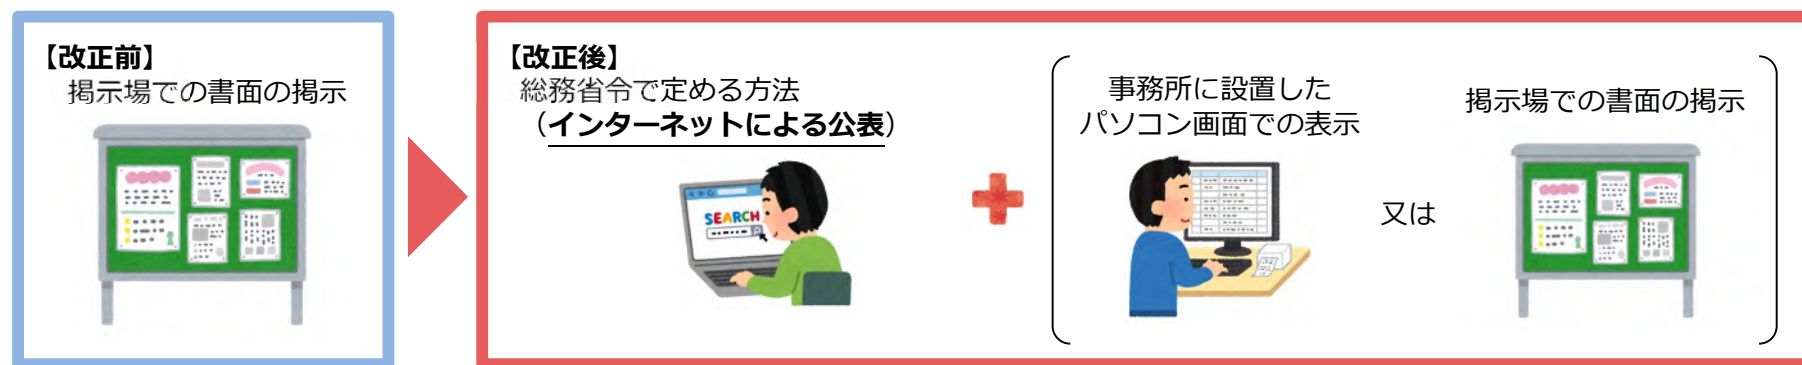 【改正前】
掲示場での書面の掲示
【改正後】
総務省令で定める方法
（インターネットによる公表）
SEARCH
事務所に設置した
パソコン画面での表示
又は
掲示場での書面の掲示